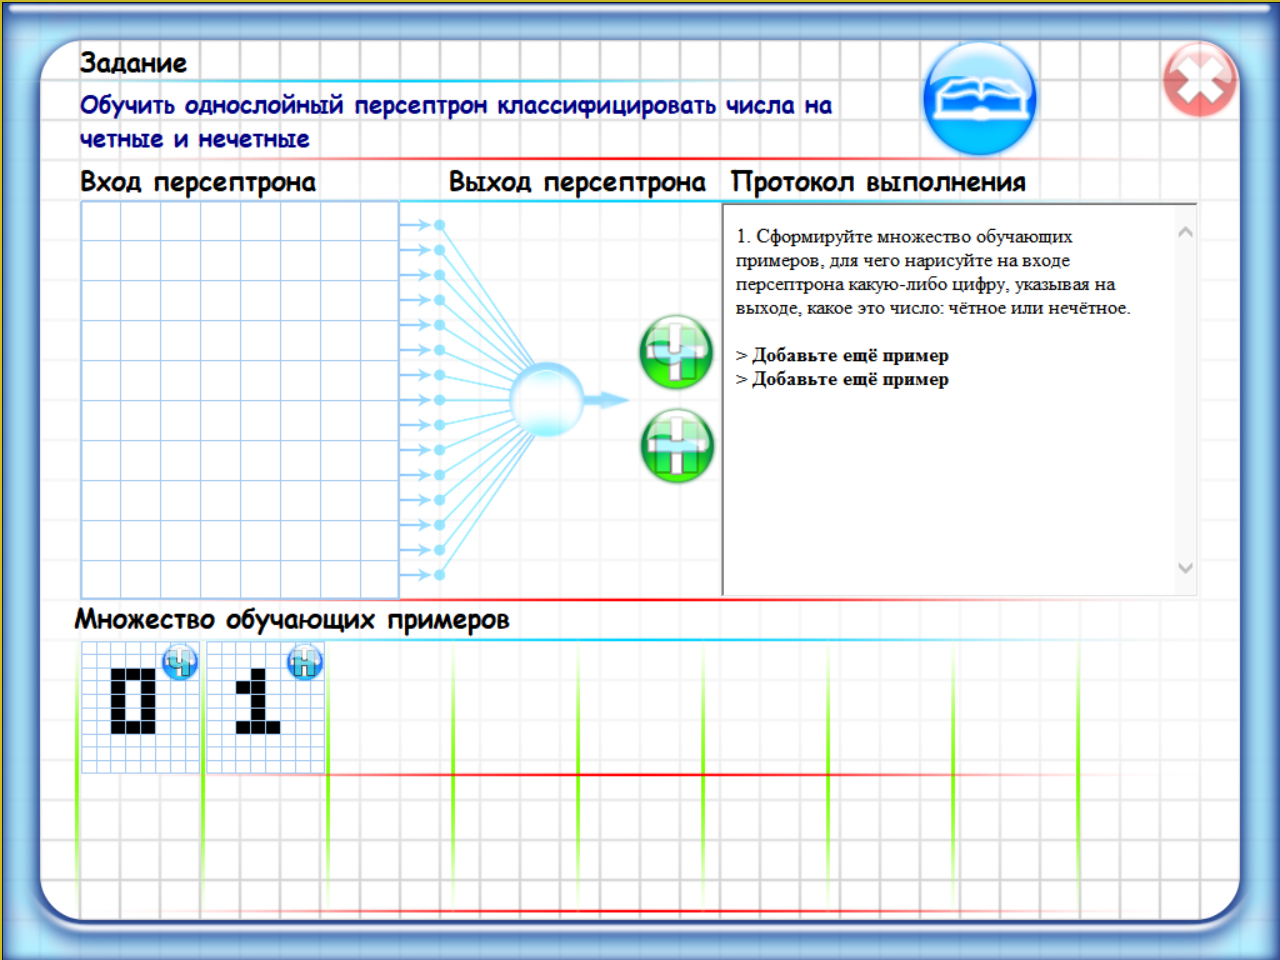 Задание
Обучить однослойный персептрон классифицировать числа на
четные и нечетные
Вход персептрона
Выход персептрона
Протокол выполнения
1. Сформируйте множество обучающих
примеров, для чего нарисуйте на входе
персептрона какую-либо цифру, указывая на
выходе, какое это число: чётное или нечётное.
> Добавьте ещё пример
> Добавьте ещё пример
Ч
Н
Множество обучающих примеров
0 Ч
1 Н